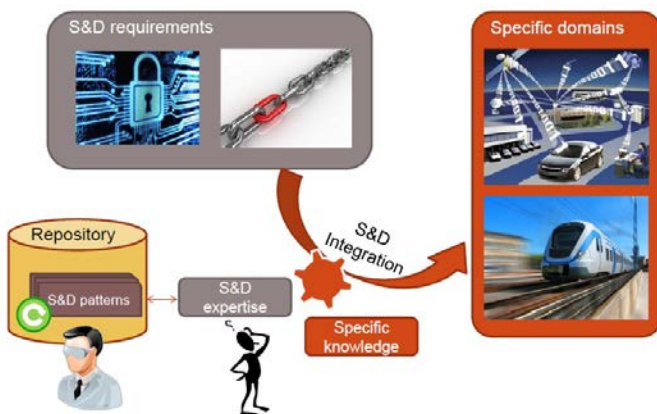 S&D requirements
Specific domains
S&D
Integration
Repository
S&D patterns
S&D
expertise
Specific
knowledge